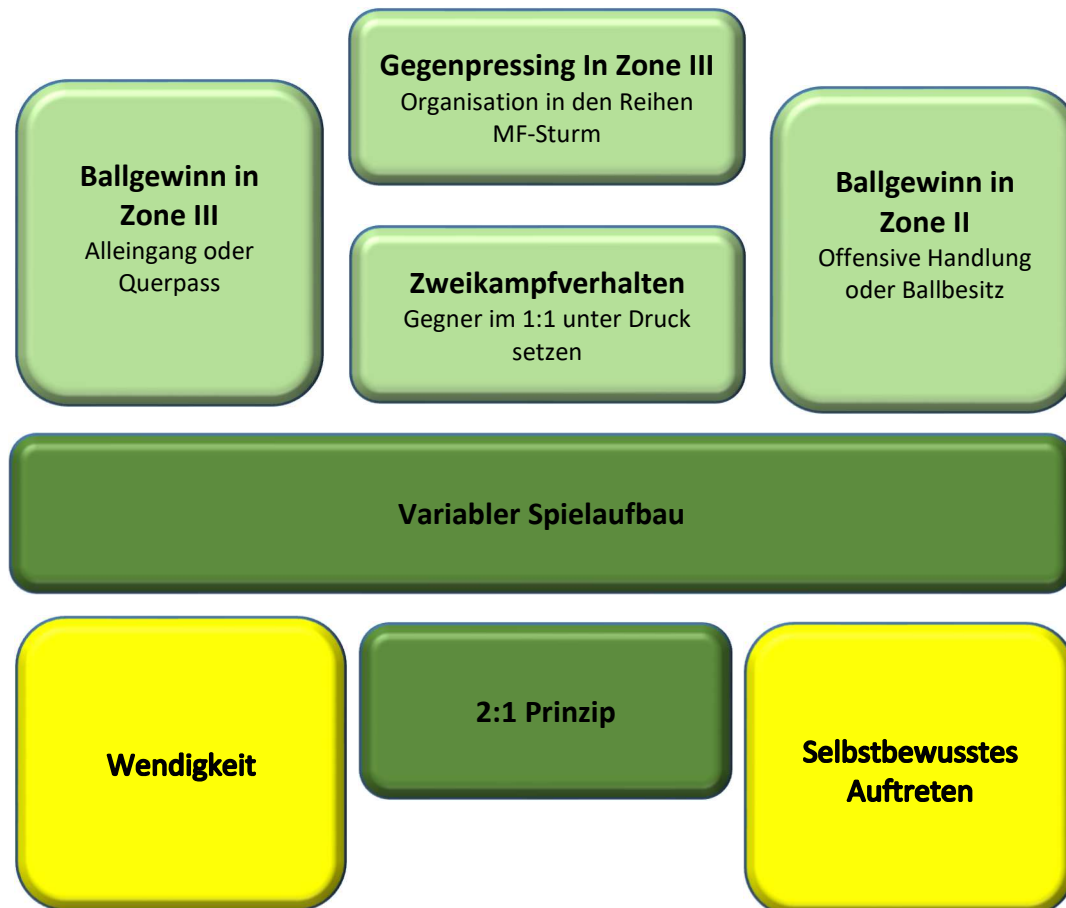 Gegenpressing In Zone III
Organisation in den Reihen
MF-Sturm
Ballgewinn in
Zone III
Alleingang oder
Querpass
Zweikampfverhalten
Gegner im 1:1 unter Druck
setzen
Ballgewinn in
Zone II
Offensive Handlung
oder Ballbesitz
Variabler Spielaufbau
Wendigkeit
2:1 Prinzip
Selbstbewusstes
Auftreten